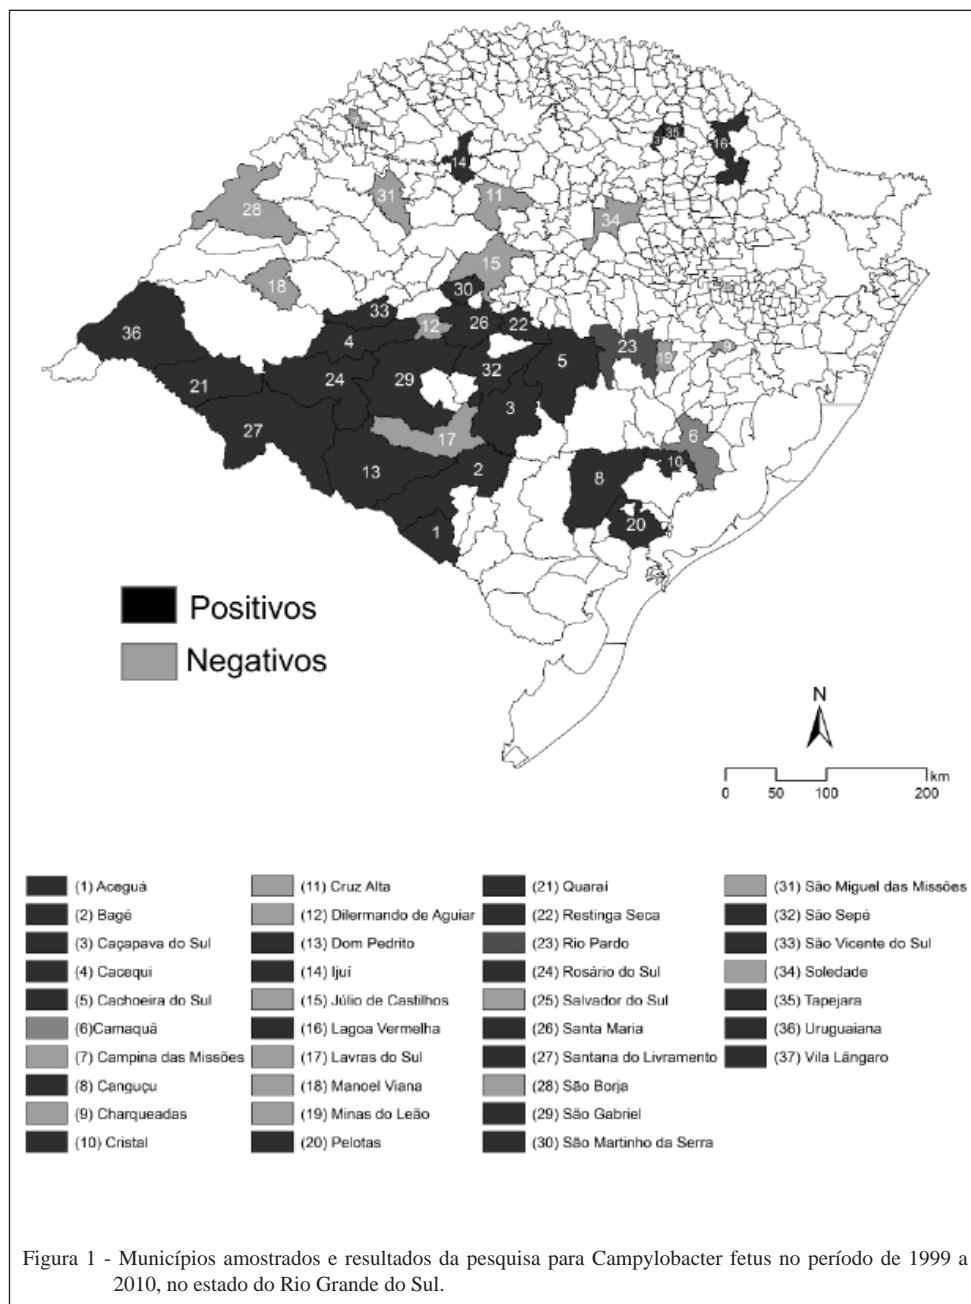 35
16
14
31
11
28
34
15
18
30
33
12
26
22
36
4
23
19
9
5
32
24
29
21
3
27
17
6
13
2
10
8
20
1
Positivos
Negativos
N
km
0 50 100 200
(1) Aceguá
(2) Bagé
(3) Caçapava do Sul
(4) Cacequi
(5) Cachoeira do Sul
(6)Camaquã
(7) Campina das Missões
(8) Canguçu
(9) Charqueadas
(10) Cristal
(11) Cruz Alta
(12) Dilermando de Aguiar
(13) Dom Pedrito
(14) Ijuí
(15) Júlio de Castilhos
(16) Lagoa Vermelha
(17) Lavras do Sul
(18) Manoel Viana
(19) Minas do Leão
(20) Pelotas
(21) Quaraí
(22) Restinga Seca
(23) Rio Pardo
(24) Rosário do Sul
(25) Salvador do Sul
(26) Santa Maria
(27) Santana do Livramento
(28) São Borja
(29) São Gabriel
(30) São Martinho da Serra
(31) São Miguel das Missões
(32) São Sepé
(33) São Vicente do Sul
(34) Soledade
(35) Tapejara
(36) Uruguaiana
(37) Vila Lângaro
Figura 1 - Municípios amostrados e resultados da pesquisa para Campylobacter fetus no período de 1999 a
2010, no estado do Rio Grande do Sul.